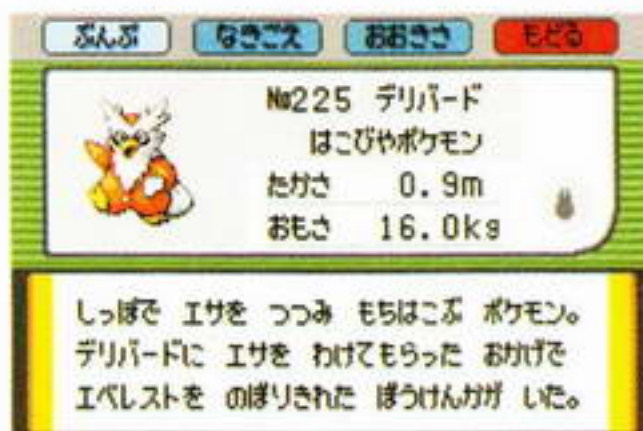 ぶんぷ なきごえ おおきさ もどる
№225 デリバード
はこびやポケモン
たかさ 0.9m
おもさ 16.0kg
しっぽで エサを つつみ もちはこぶ ポケモン。
デリバードに エサを わけてもらった おかげで
エベレストを のぼりきれた ぼうけんかが いた。